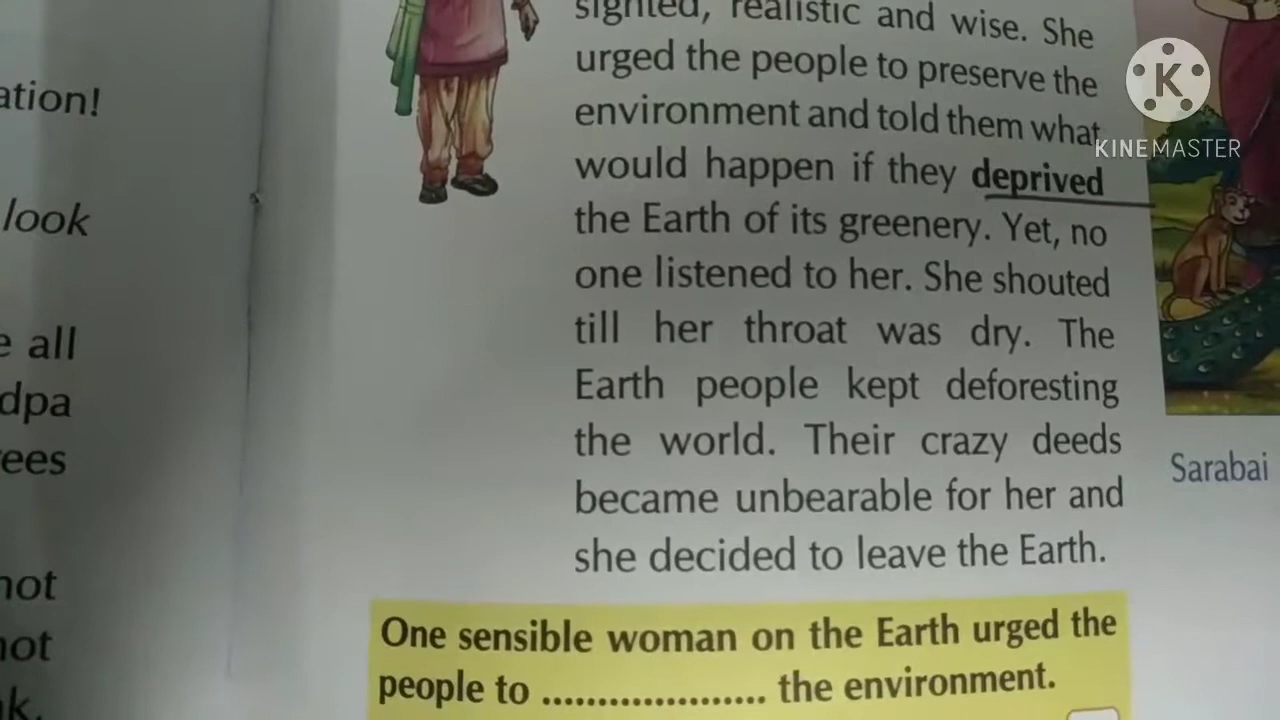 ation!
look
e all
dpa
ees
not
not
k.
sighted, realistic and wise. She
urged the people to preserve the
environment and told them what
would happen if they deprived
the Earth of its greenery. Yet, no
one listened to her. She shouted
till her throat was dry. The
Earth people kept deforesting
the world. Their crazy deeds
became unbearable for her and
she decided to leave the Earth.
One sensible woman on the Earth urged the
people to .................... the environment.
Sarabai
K
KINEMASTER